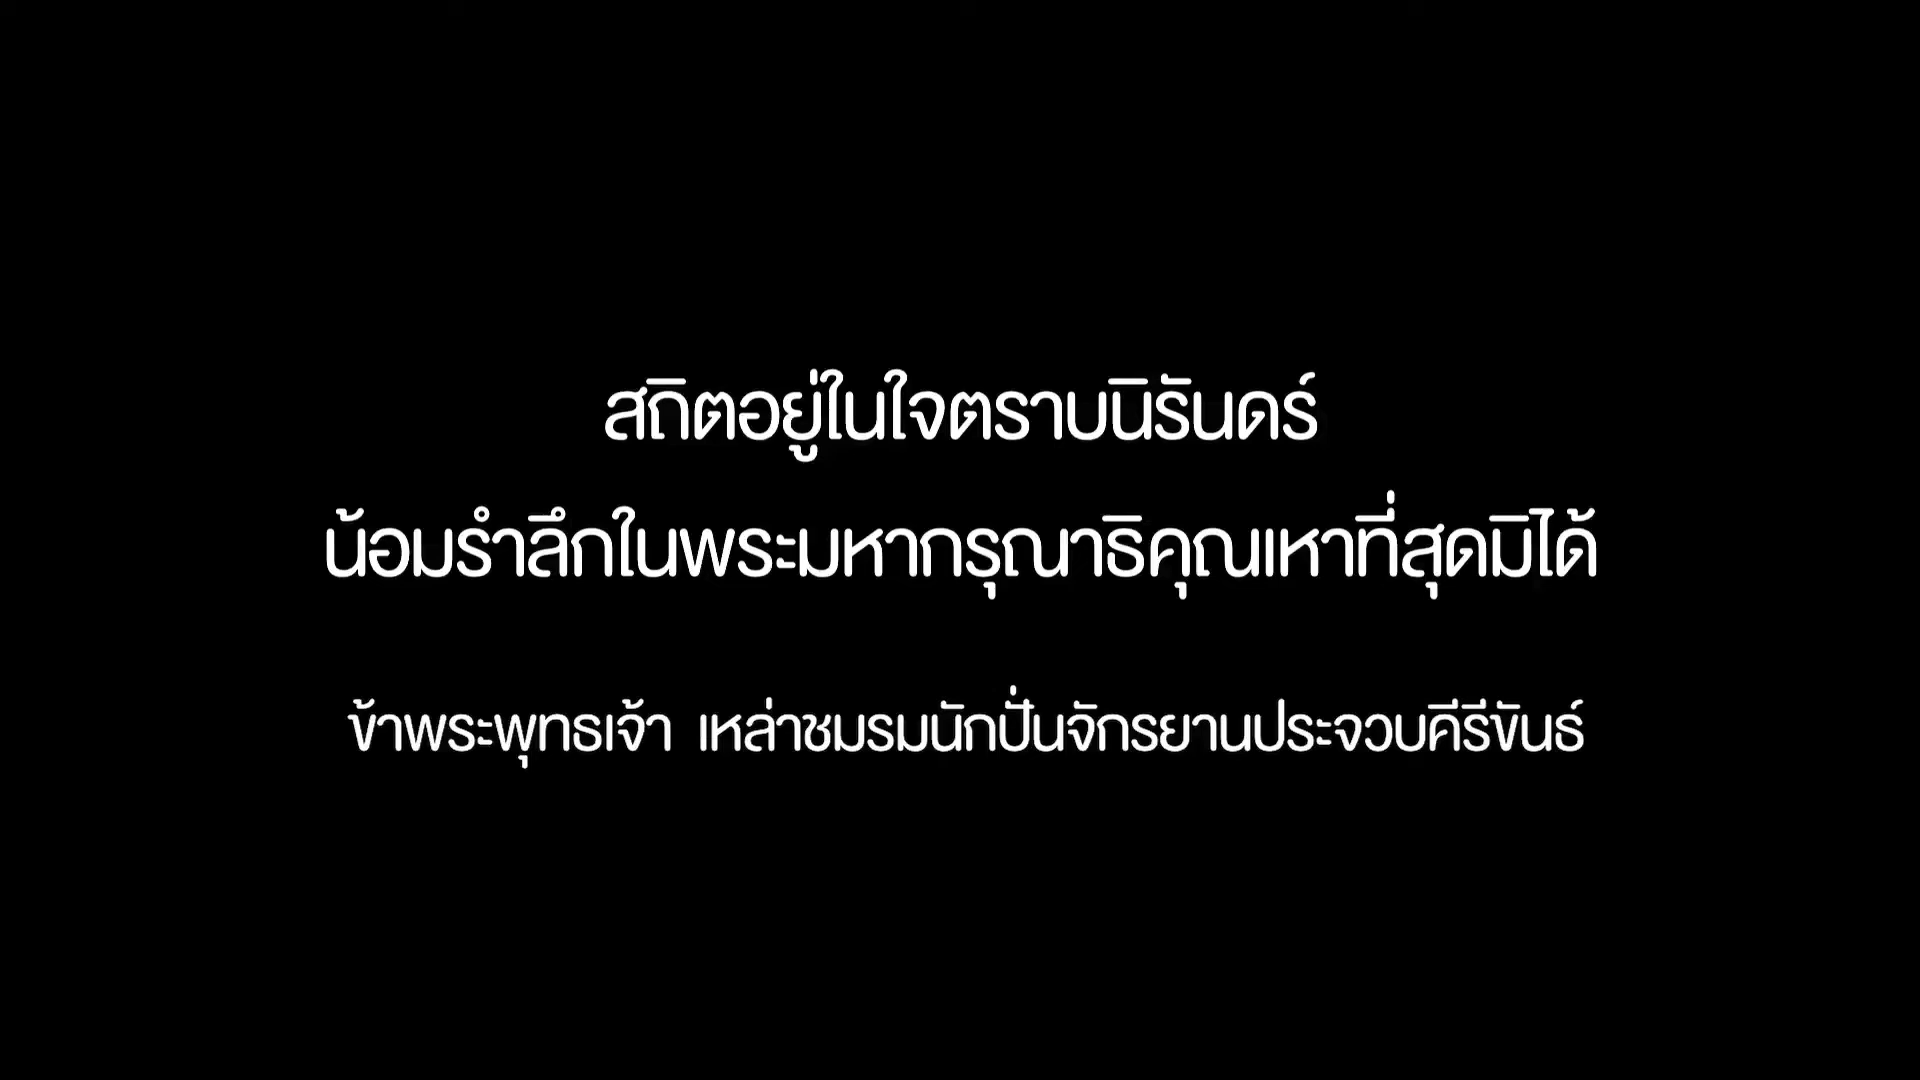 สถิตอยู่ในใจตราบนิรันดร์
น้อมรำลึกในพระมหากรุณาธิคุณเหาที่สุดมิได้
ข้าพระพุทธเจ้า เหล่าชมรมนักปั่นจักรยานประจวบคีรีขันธ์